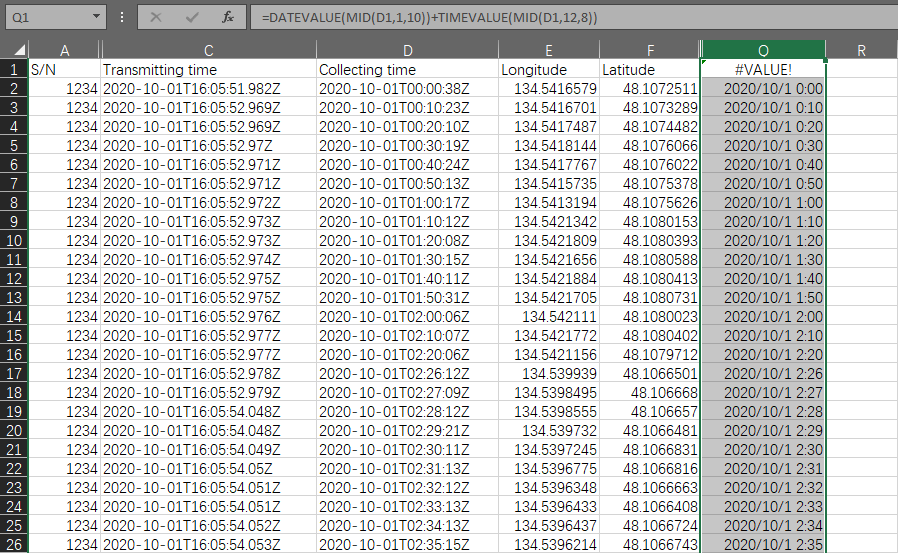 Q1 =DATEVALUE(MID(D1,1,10))+TIMEVALUE(MID(D1,12,8))
A C D E F Q R
1 S/N Transmitting time Collecting time Longitude Latitude #VALUE!
2 1234 2020-10-01T16:05:51.982Z 2020-10-01T00:00:38Z 134.5416579 48.1072511 2020/10/1 0:00
3 1234 2020-10-01T16:05:52.969Z 2020-10-01T00:10:23Z 134.5416701 48.1073289 2020/10/1 0:10
4 1234 2020-10-01T16:05:52.969Z 2020-10-01T00:20:10Z 134.5417487 48.1074482 2020/10/1 0:20
5 1234 2020-10-01T16:05:52.97Z 2020-10-01T00:30:19Z 134.5418144 48.1076066 2020/10/1 0:30
6 1234 2020-10-01T16:05:52.971Z 2020-10-01T00:40:24Z 134.5417767 48.1076022 2020/10/1 0:40
7 1234 2020-10-01T16:05:52.971Z 2020-10-01T00:50:13Z 134.5415735 48.1075378 2020/10/1 0:50
8 1234 2020-10-01T16:05:52.972Z 2020-10-01T01:00:17Z 134.5413194 48.1075626 2020/10/1 1:00
9 1234 2020-10-01T16:05:52.973Z 2020-10-01T01:10:12Z 134.5421342 48.1080153 2020/10/1 1:10
10 1234 2020-10-01T16:05:52.973Z 2020-10-01T01:20:08Z 134.5421809 48.1080393 2020/10/1 1:20
11 1234 2020-10-01T16:05:52.974Z 2020-10-01T01:30:15Z 134.5421656 48.1080588 2020/10/1 1:30
12 1234 2020-10-01T16:05:52.975Z 2020-10-01T01:40:11Z 134.5421884 48.1080413 2020/10/1 1:40
13 1234 2020-10-01T16:05:52.975Z 2020-10-01T01:50:31Z 134.5421705 48.1080731 2020/10/1 1:50
14 1234 2020-10-01T16:05:52.976Z 2020-10-01T02:00:06Z 134.542111 48.1080023 2020/10/1 2:00
15 1234 2020-10-01T16:05:52.977Z 2020-10-01T02:10:07Z 134.5421772 48.1080402 2020/10/1 2:10
16 1234 2020-10-01T16:05:52.977Z 2020-10-01T02:20:06Z 134.5421156 48.1079712 2020/10/1 2:20
17 1234 2020-10-01T16:05:52.978Z 2020-10-01T02:26:12Z 134.539939 48.1066501 2020/10/1 2:26
18 1234 2020-10-01T16:05:52.979Z 2020-10-01T02:27:09Z 134.5398495 48.106668 2020/10/1 2:27
19 1234 2020-10-01T16:05:54.048Z 2020-10-01T02:28:12Z 134.5398555 48.106657 2020/10/1 2:28
20 1234 2020-10-01T16:05:54.048Z 2020-10-01T02:29:21Z 134.539732 48.1066481 2020/10/1 2:29
21 1234 2020-10-01T16:05:54.049Z 2020-10-01T02:30:11Z 134.5397245 48.1066831 2020/10/1 2:30
22 1234 2020-10-01T16:05:54.05Z 2020-10-01T02:31:13Z 134.5396775 48.1066816 2020/10/1 2:31
23 1234 2020-10-01T16:05:54.051Z 2020-10-01T02:32:12Z 134.5396348 48.1066663 2020/10/1 2:32
24 1234 2020-10-01T16:05:54.051Z 2020-10-01T02:33:13Z 134.5396433 48.1066408 2020/10/1 2:33
25 1234 2020-10-01T16:05:54.052Z 2020-10-01T02:34:13Z 134.5396437 48.1066724 2020/10/1 2:34
26 1234 2020-10-01T16:05:54.053Z 2020-10-01T02:35:15Z 134.5396214 48.1066743 2020/10/1 2:35